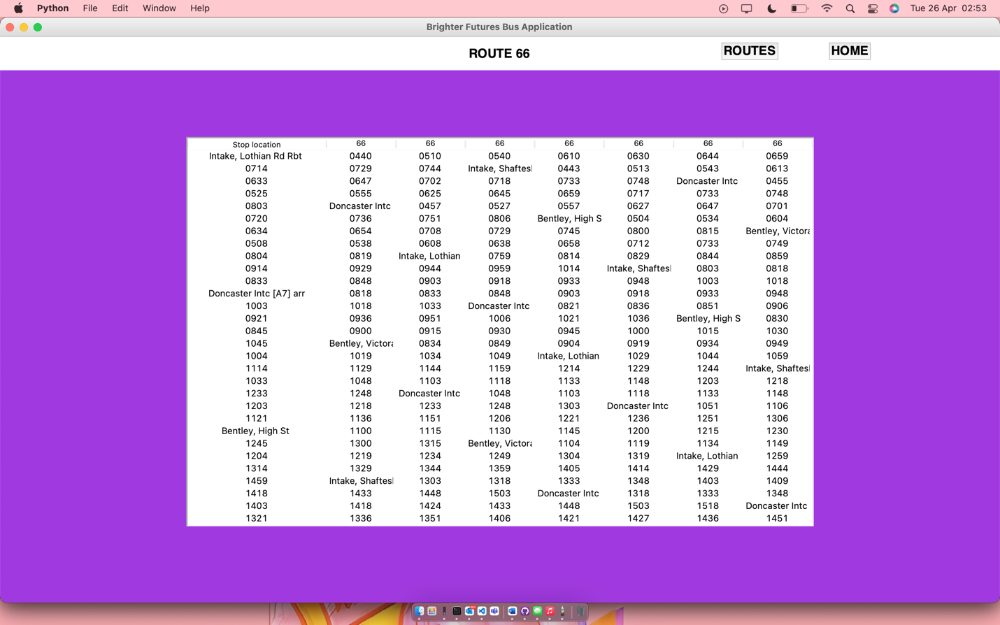 Python File Edit Window Help Tue 26 Apr 02:53
Brighter Futures Bus Application
ROUTE 66 ROUTES HOME
Stop location 66 66 66 66 66 66 66
Intake, Lothian Rd Rbt 0440 0510 0540 0610 0630 0644 0659
0714 0729 0744 Intake, Shaftesl 0443 0513 0543 0613
0633 0647 0702 0718 0733 0748 Doncaster Intc 0455
0525 0555 0625 0645 0659 0717 0733 0748
0803 Doncaster Intc 0457 0527 0557 0627 0647 0701
0720 0736 0751 0806 Bentley, High S 0504 0534 0604
0634 0654 0708 0729 0745 0800 0815 Bentley, Victora
0508 0538 0608 0638 0658 0712 0733 0749
0804 0819 Intake, Lothian 0759 0814 0829 0844 0859
0914 0929 0944 0959 1014 Intake, Shaftesl 0803 0818
0833 0848 0903 0918 0933 0948 1003 1018
Doncaster Intc [A7] arr 0818 0833 0848 0903 0918 0933 0948
1003 1018 1033 Doncaster Intc 0821 0836 0851 0906
0921 0936 0951 1006 1021 1036 Bentley, High S 0830
0845 0900 0915 0930 0945 1000 1015 1030
1045 Bentley, Victora 0834 0849 0904 0919 0934 0949
1004 1019 1034 1049 Intake, Lothian 1029 1044 1059
1114 1129 1144 1159 1214 1229 1244 Intake, Shaftesl
1033 1048 1103 1118 1133 1148 1203 1218
1233 1248 Doncaster Intc 1048 1103 1118 1133 1148
1203 1218 1233 1248 1303 Doncaster Intc 1051 1106
1121 1136 1151 1206 1221 1236 1251 1306
Bentley, High St 1100 1115 1130 1145 1200 1215 1230
1245 1300 1315 Bentley, Victora 1104 1119 1134 1149
1204 1219 1234 1249 1304 1319 Intake, Lothian 1259
1314 1329 1344 1359 1405 1414 1429 1444
1459 Intake, Shaftesl 1303 1318 1333 1348 1403 1409
1418 1433 1448 1503 Doncaster Intc 1318 1333 1348
1403 1418 1424 1433 1448 1503 1518 Doncaster Intc
1321 1336 1351 1406 1421 1427 1436 1451